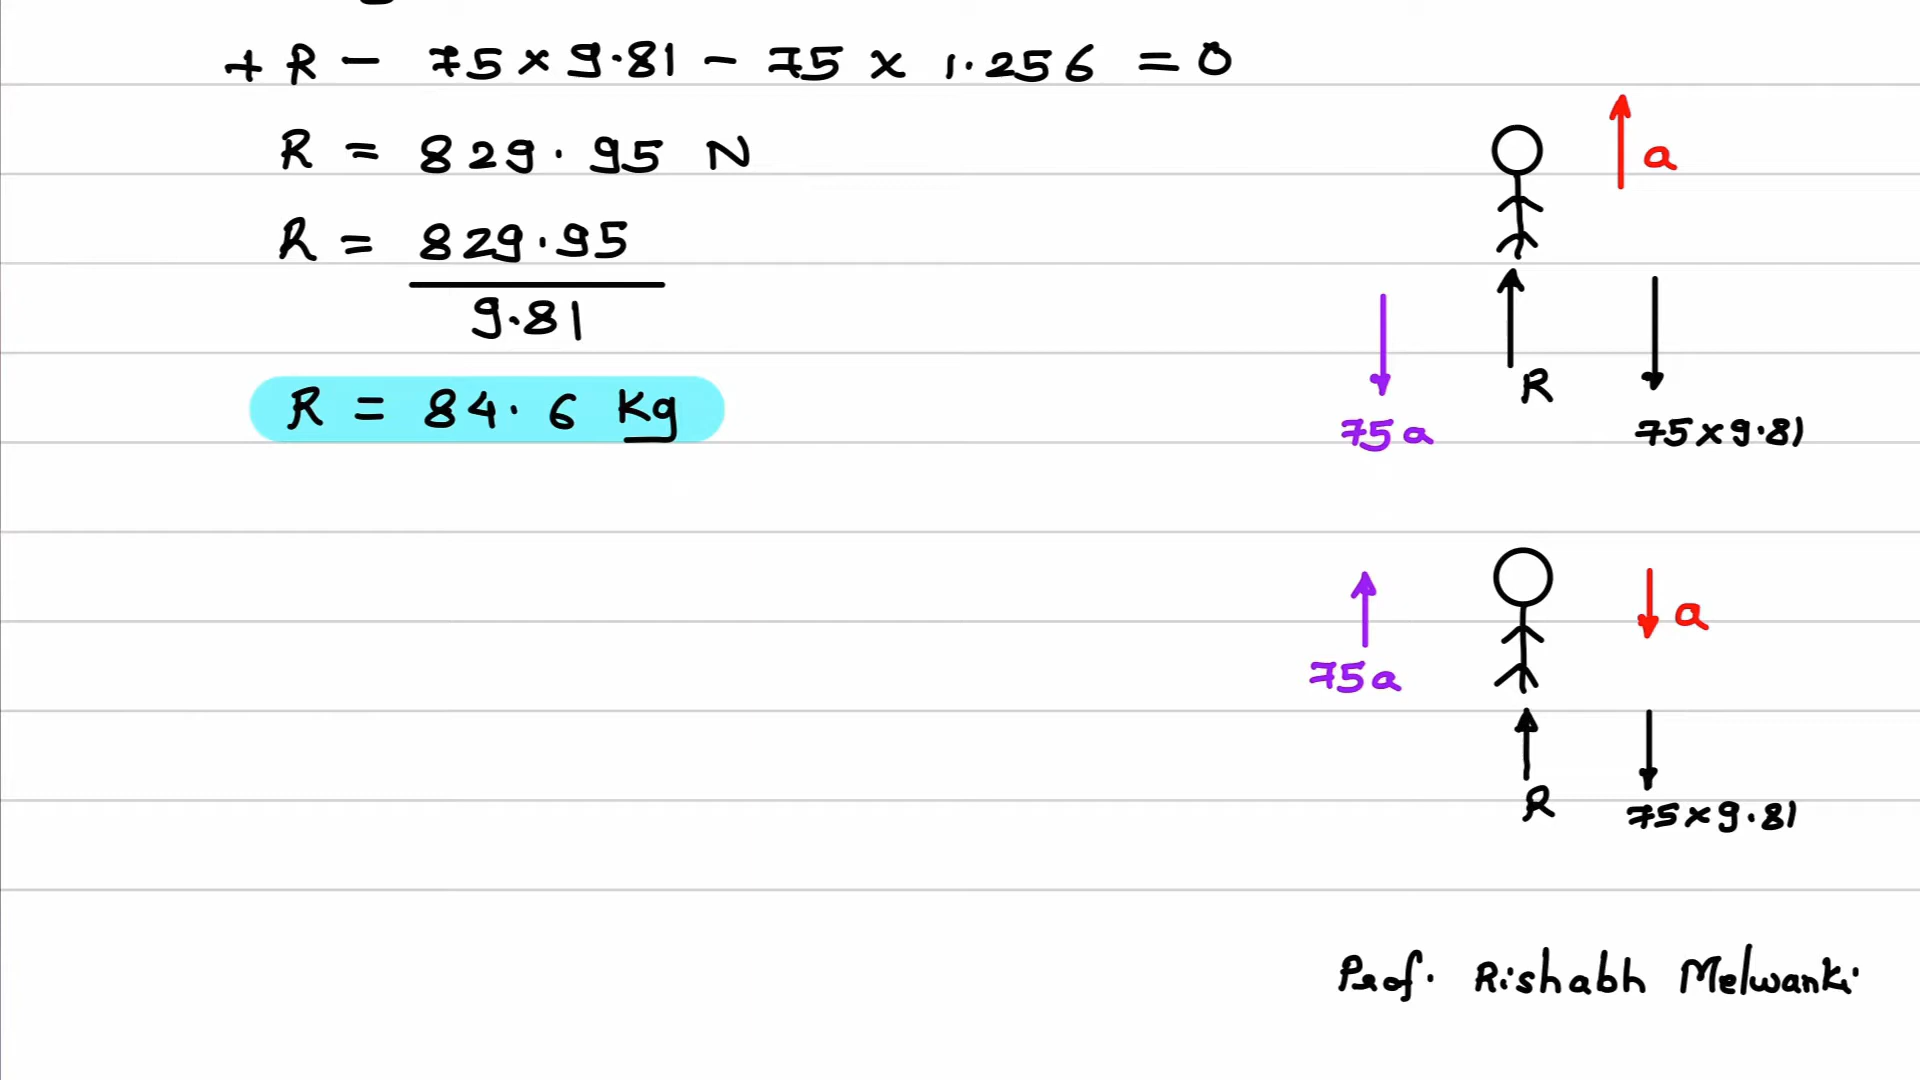 + R - 75 × 9.81 - 75 × 1.256 = 0
R = 829.95 N
R = 829.95
9.81
R = 84.6 Kg
a
R
75a
75×9.81
a
75a
R
75×9.81
Prof. Rishabh Melwanki